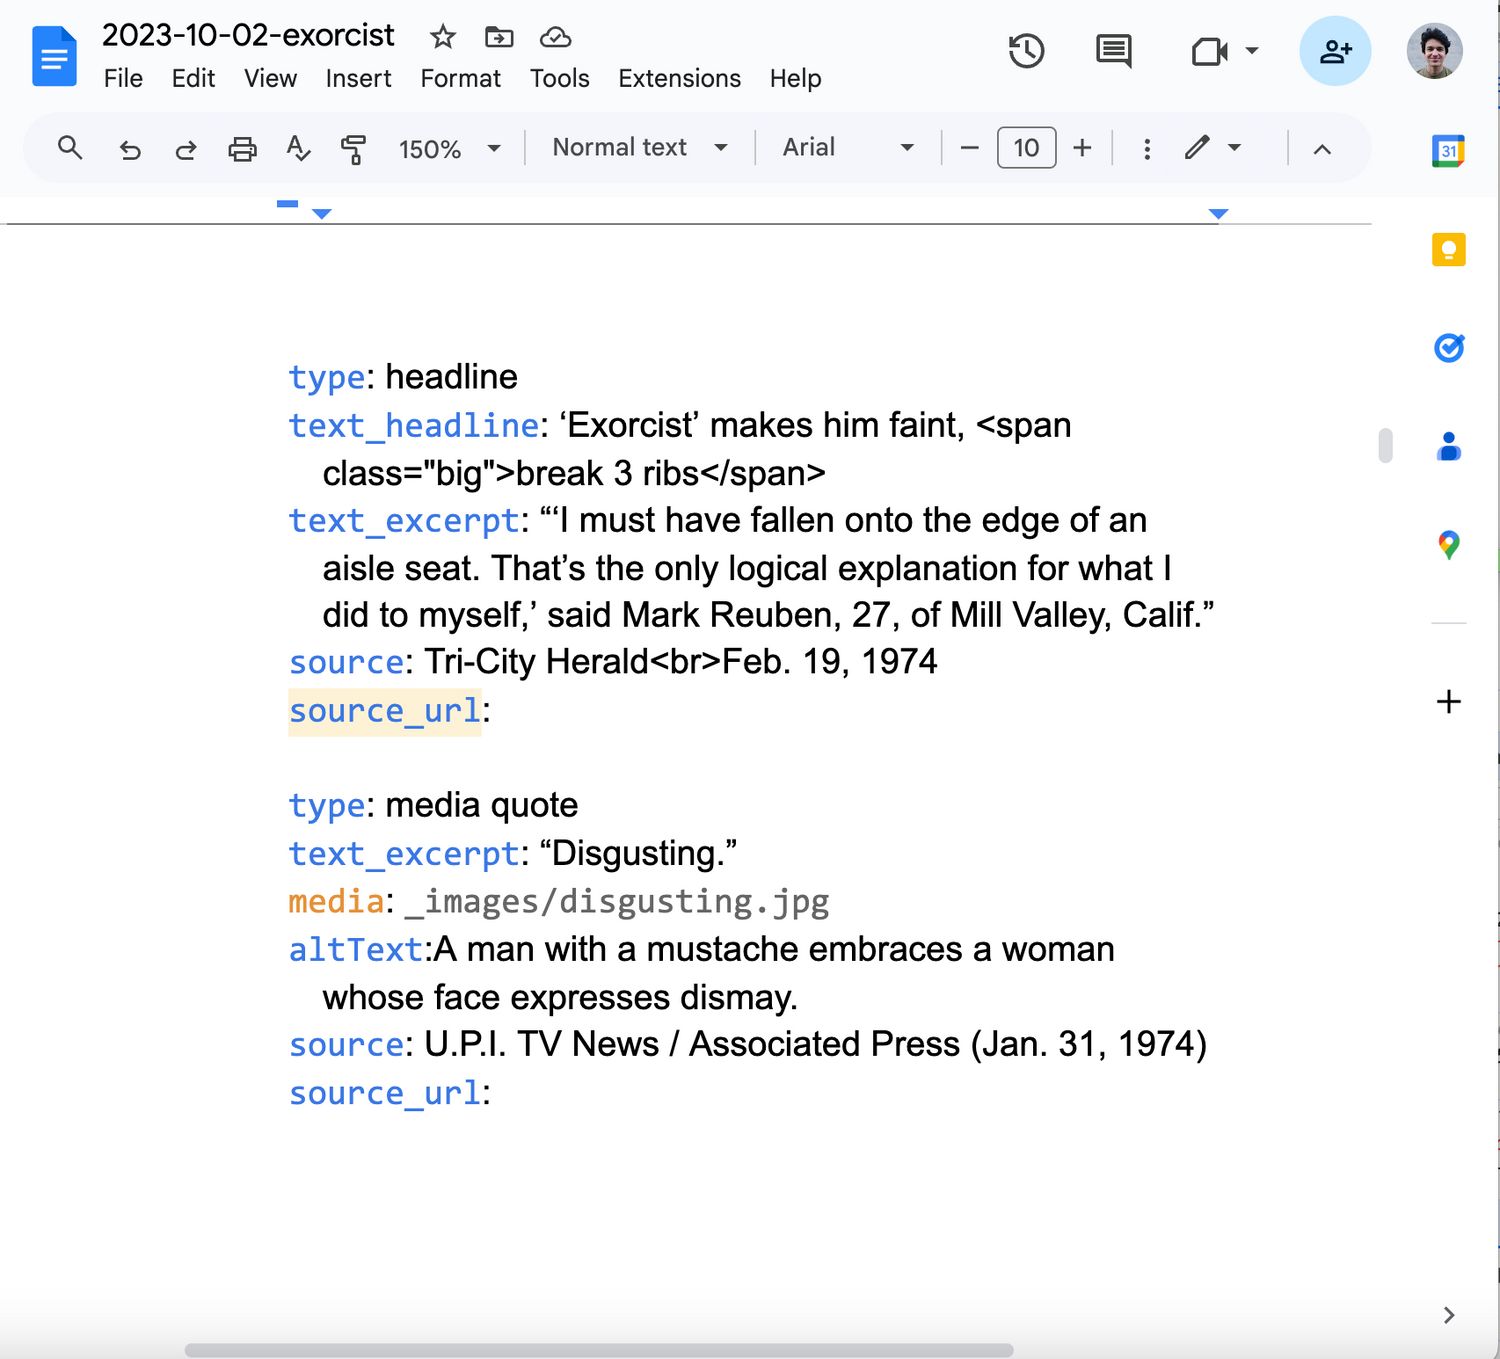 2023-10-02-exorcist
File Edit View Insert Format Tools Extensions Help
150% Normal text Arial 10
31
type: headline
text_headline: ‘Exorcist’ makes him faint, <span
class="big">break 3 ribs</span>
text_excerpt: “‘I must have fallen onto the edge of an
aisle seat. That’s the only logical explanation for what I
did to myself,’ said Mark Reuben, 27, of Mill Valley, Calif.”
source: Tri-City Herald<br>Feb. 19, 1974
source_url:
type: media quote
text_excerpt: “Disgusting.”
media: _images/disgusting.jpg
altText:A man with a mustache embraces a woman
whose face expresses dismay.
source: U.P.I. TV News / Associated Press (Jan. 31, 1974)
source_url: